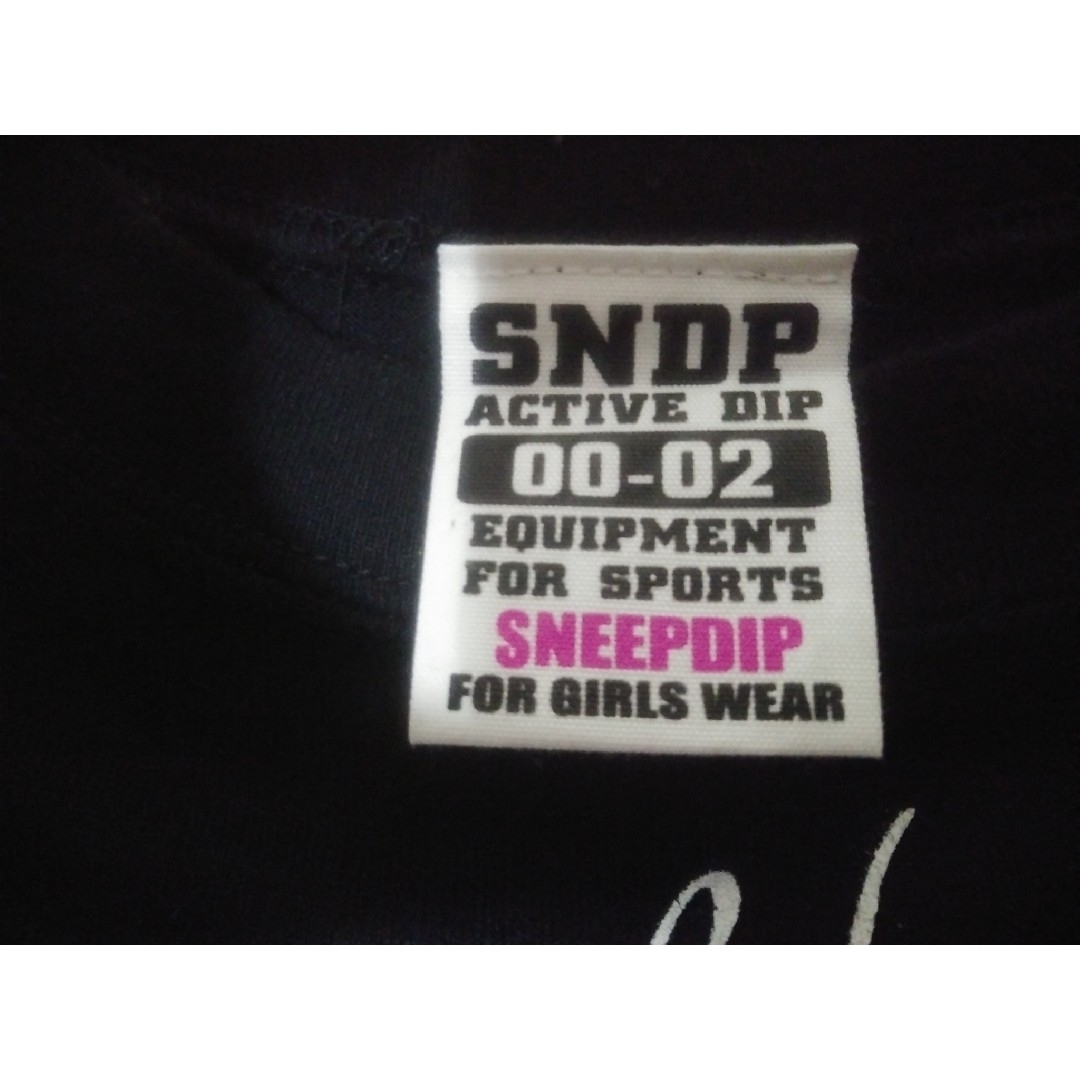 SNDP
ACTIVE DIP
00-02
EQUIPMENT
FOR SPORTS
SNEEPDIP
FOR GIRLS WEAR